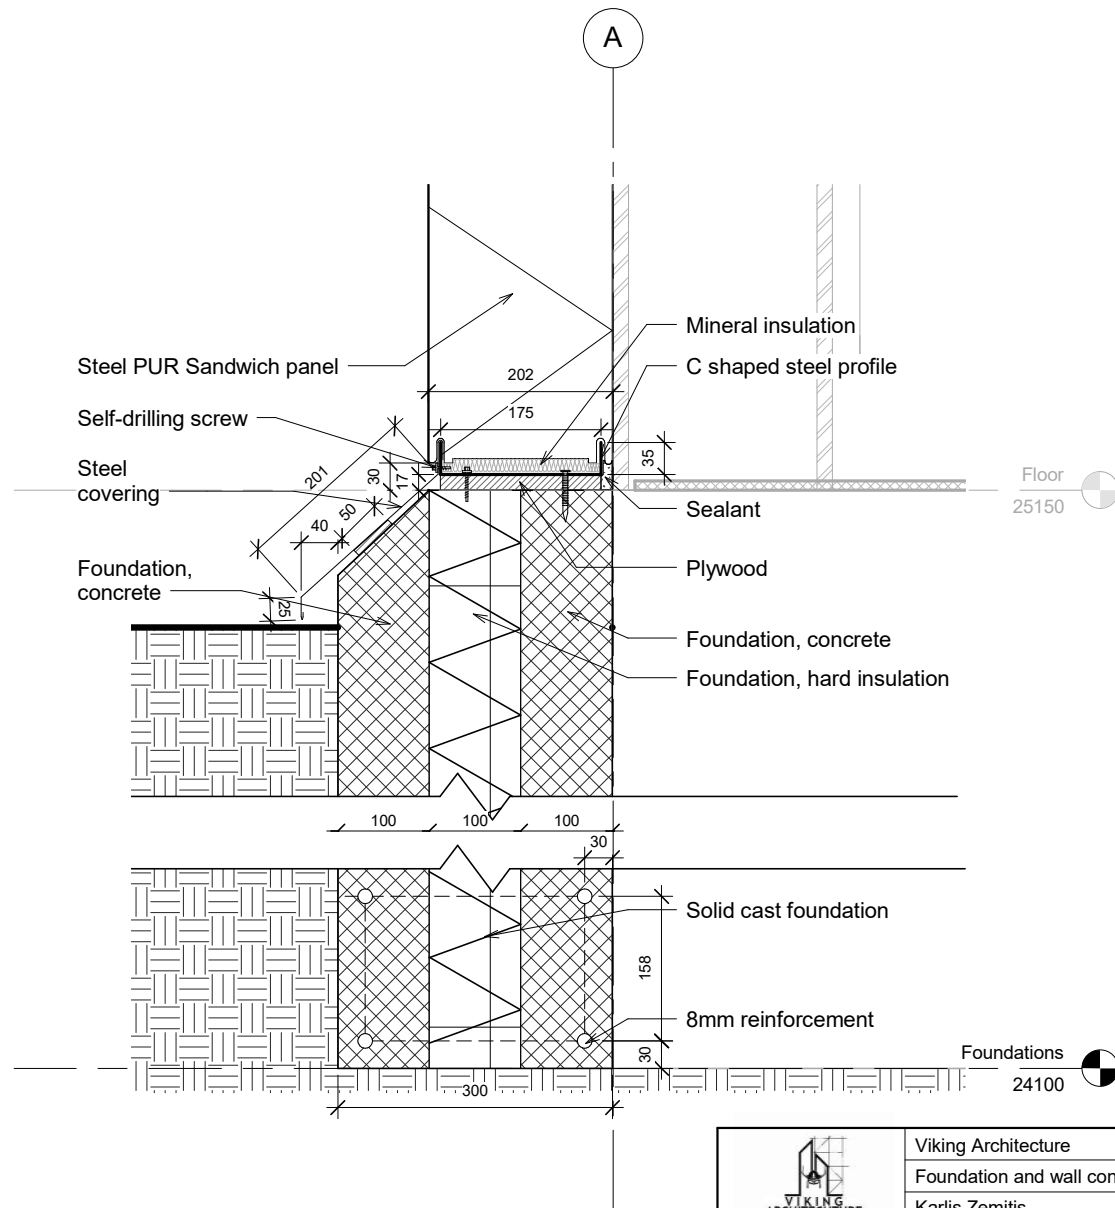 A
Mineral insulation
Steel PUR Sandwich panel
C shaped steel profile
202
175
Self-drilling screw
Steel
covering
201
30
17
35
Floor
25150
50
40
Sealant
Foundation,
concrete
Plywood
25
Foundation, concrete
Foundation, hard insulation
100
100
100
30
Solid cast foundation
158
8mm reinforcement
30
Foundations
24100
300
Viking Architecture
Foundation and wall con
Karlis Zemitis
VIKING
ARCHITECTURE